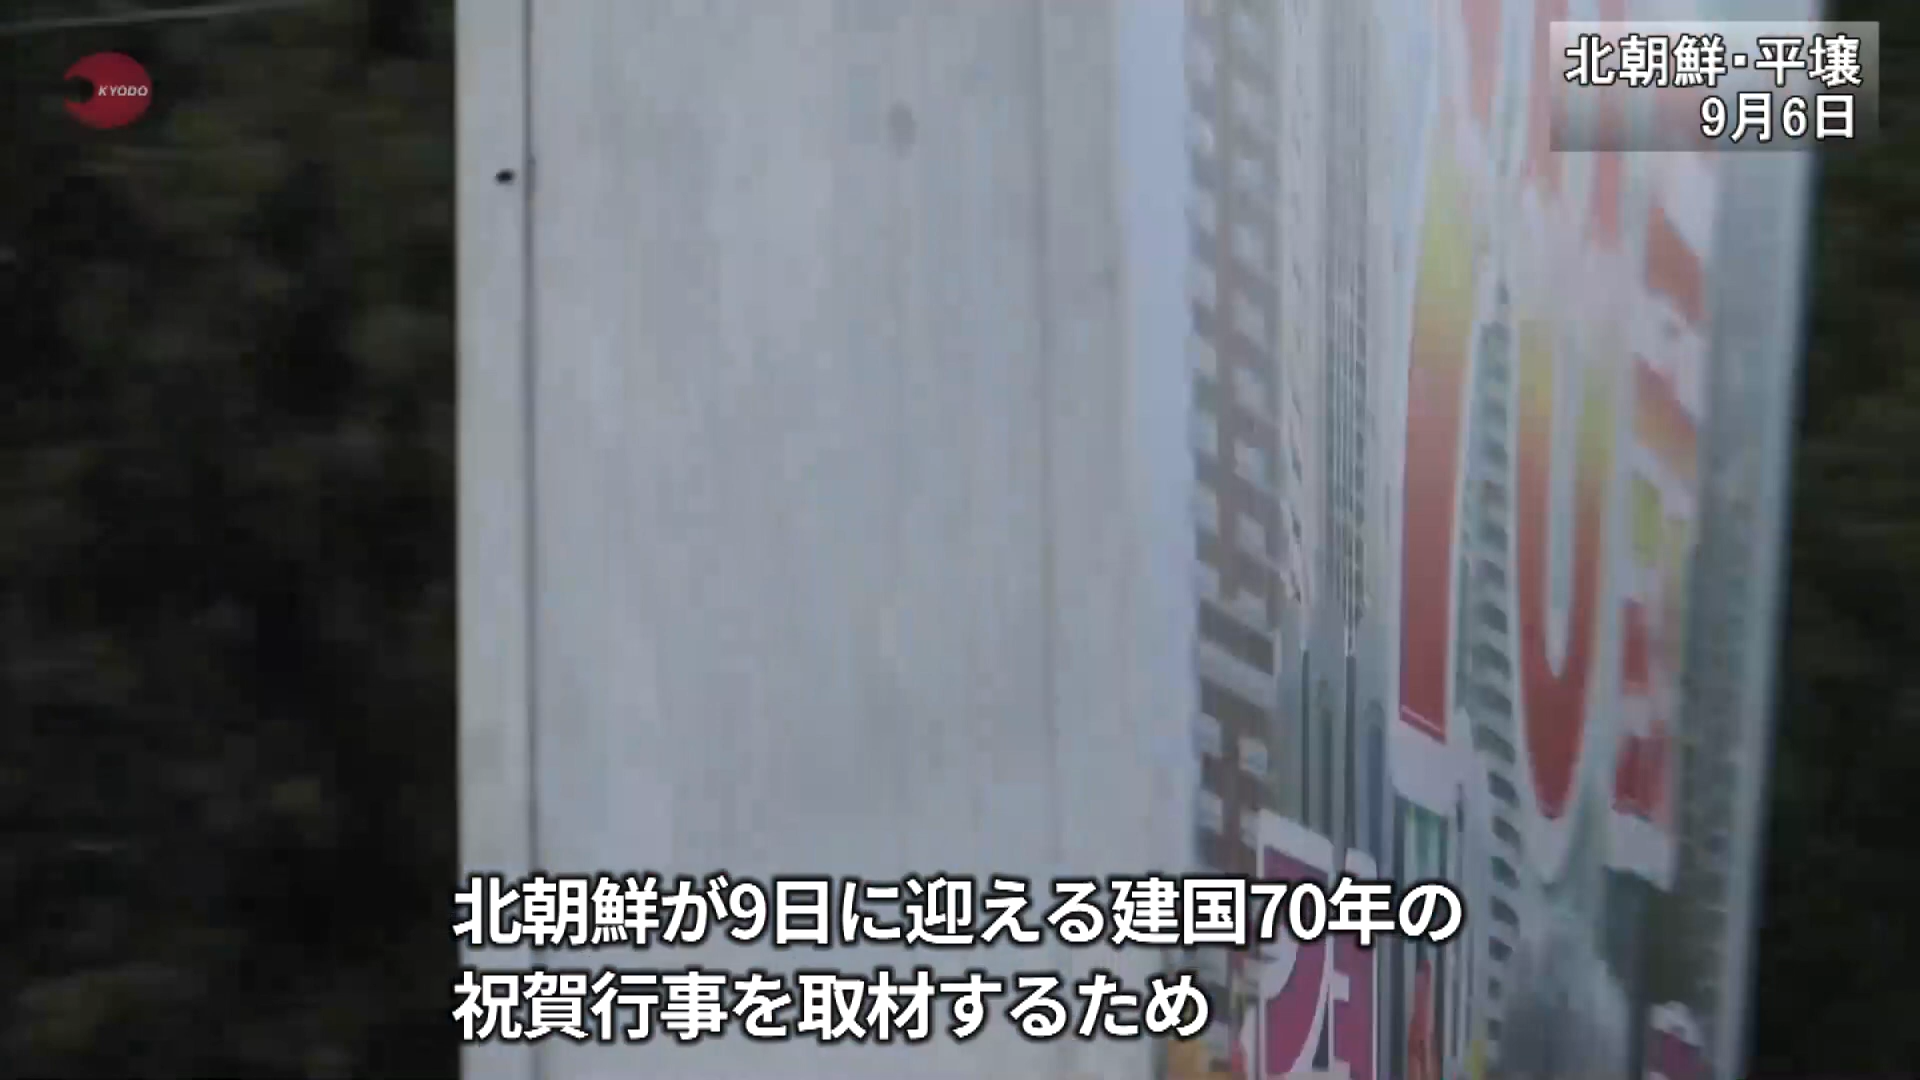 KYODO
北朝鮮・平壌
9月6日
北朝鮮が9日に迎える建国70年の
祝賀行事を取材するため